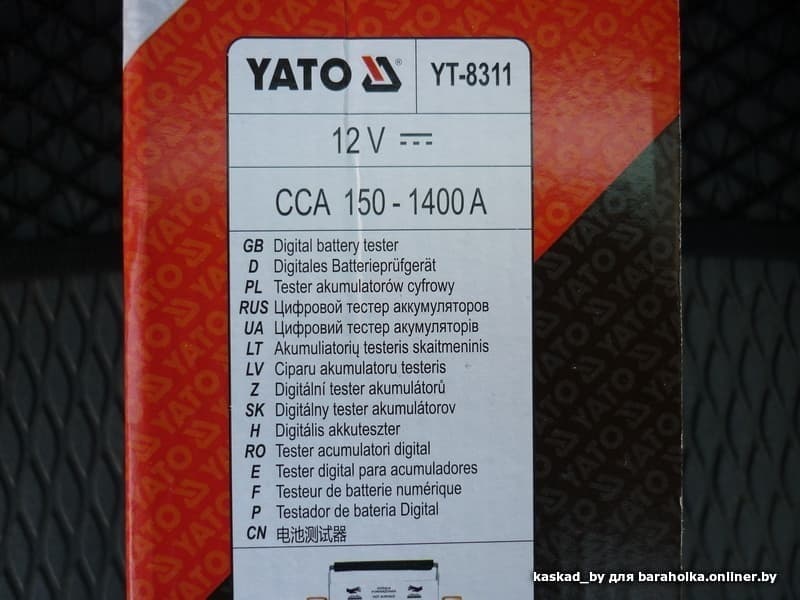 YATO ® YT-8311
12 V
CCA 150 - 1400 A
GB Digital battery tester
D Digitales Batterieprüfgerät
PL Tester akumulatorów cyfrowy
RUS Цифровой тестер аккумуляторов
UA Цифровий тестер акумуляторів
LT Akumuliatorių testeris skaitmeninis
LV Ciparu akumulatoru testeris
Z Digitální tester akumulátorů
SK Digitálny tester akumulátorov
H Digitális akkuteszter
RO Tester acumulatori digital
E Tester digital para acumuladores
F Testeur de batterie numérique
P Testador de bateria Digital
CN 电池测试器
kaskad_by для baraholka.onliner.by